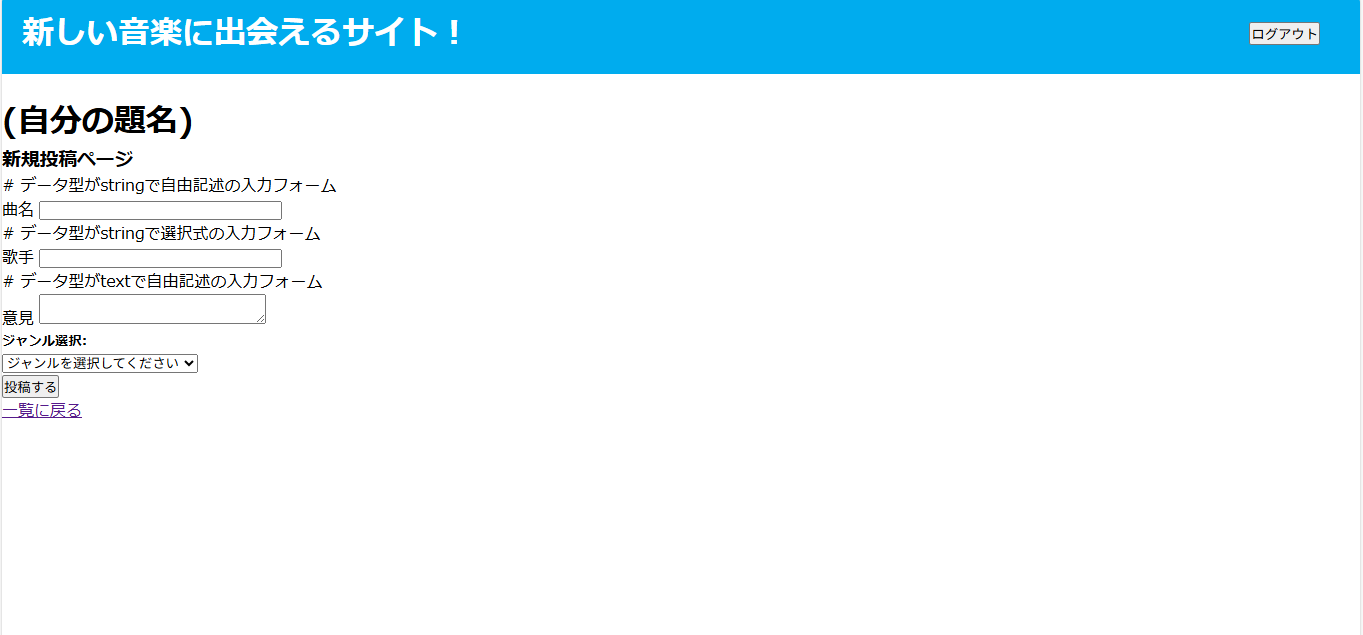 新しい音楽に出会えるサイト！
ログアウト
(自分の題名)
新規投稿ページ
# データ型がstringで自由記述の入力フォーム
曲名
# データ型がstringで選択式の入力フォーム
歌手
# データ型がtextで自由記述の入力フォーム
意見
ジャンル選択:
ジャンルを選択してください
投稿する
一覧に戻る